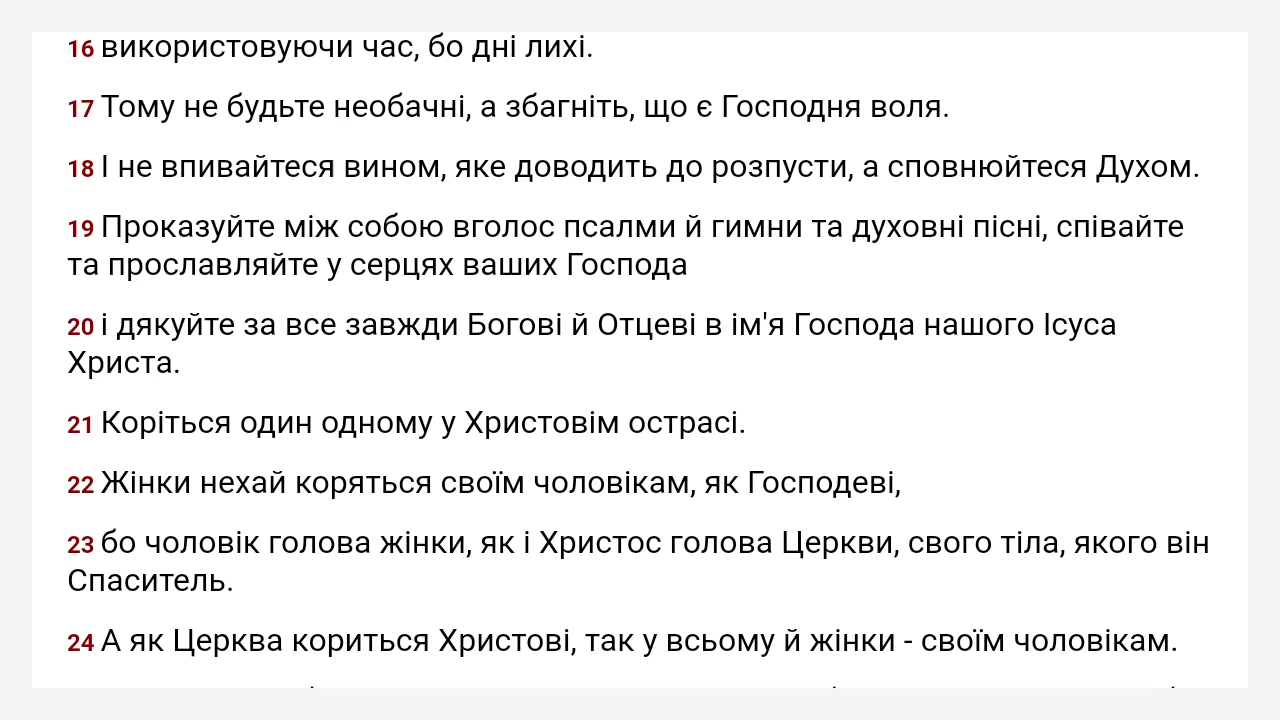 16 використовуючи час, бо дні лихі.
17 Тому не будьте необачні, а збагніть, що є Господня воля.
18 І не впивайтеся вином, яке доводить до розпусти, а сповнюйтеся Духом.
19 Проказуйте між собою вголос псалми й гимни та духовні пісні, співайте
та прославляйте у серцях ваших Господа
20 і дякуйте за все завжди Богові й Отцеві в ім'я Господа нашого Ісуса
Христа.
21 Коріться один одному у Христовім острасі.
22 Жінки нехай коряться своїм чоловікам, як Господеві,
23 бо чоловік голова жінки, як і Христос голова Церкви, свого тіла, якого він
Спаситель.
24 А як Церква кориться Христові, так у всьому й жінки - своїм чоловікам.